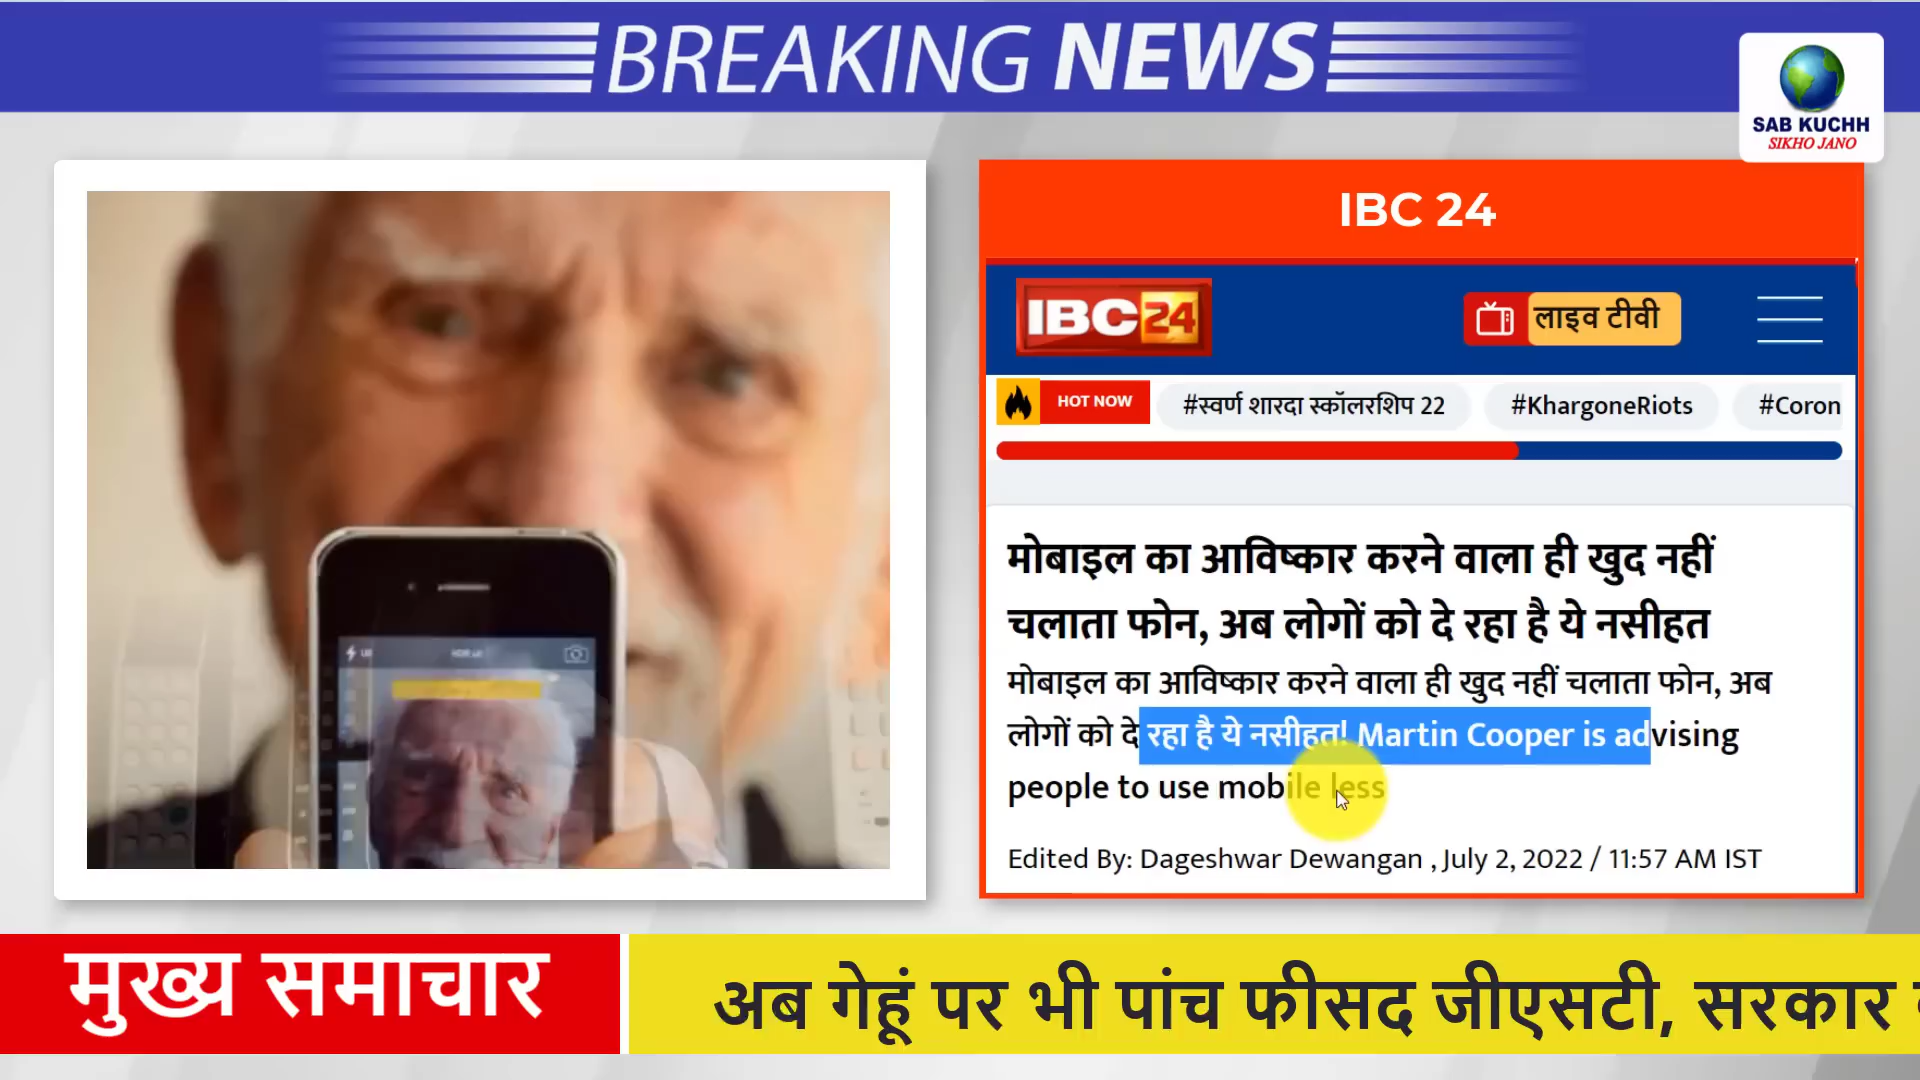 BREAKING NEWS
SAB KUCHH
SIKHO JANO
IBC 24
IBC24
लाइव टीवी
HOT NOW
#स्वर्ण शारदा स्कॉलरशिप 22
#KhargoneRiots
#Coron
मोबाइल का आविष्कार करने वाला ही खुद नहीं
चलाता फोन, अब लोगों को दे रहा है ये नसीहत
मोबाइल का आविष्कार करने वाला ही खुद नहीं चलाता फोन, अब
लोगों को दे रहा है ये नसीहत! Martin Cooper is advising
people to use mobile less
Edited By: Dageshwar Dewangan , July 2, 2022 / 11:57 AM IST
मुख्य समाचार
अब गेहूं पर भी पांच फीसद जीएसटी, सरकार